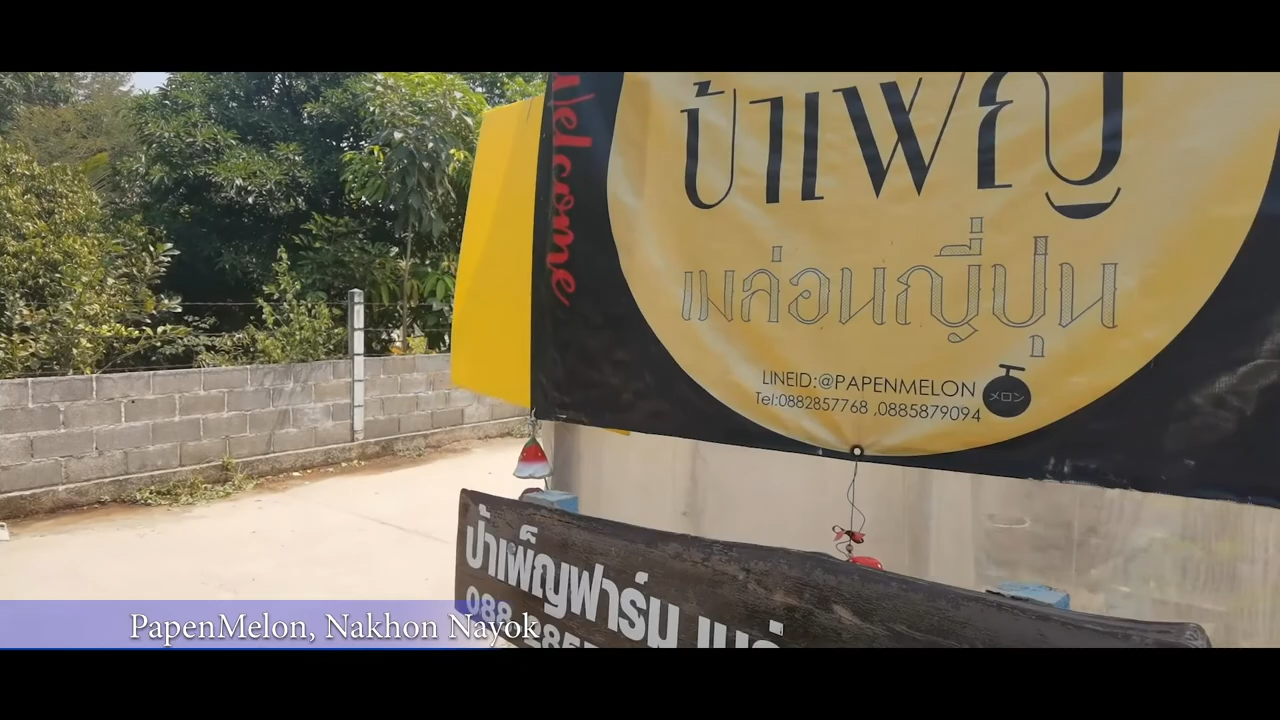 Welcome
ป้าเพ็ญ
เมล่อนญี่ปุ่น
LINEID:@PAPENMELON
メロン
Tel:0882857768 ,0885879094
ป้าเพ็ญฟาร์ม
088
PapenMelon, Nakhon Nayok